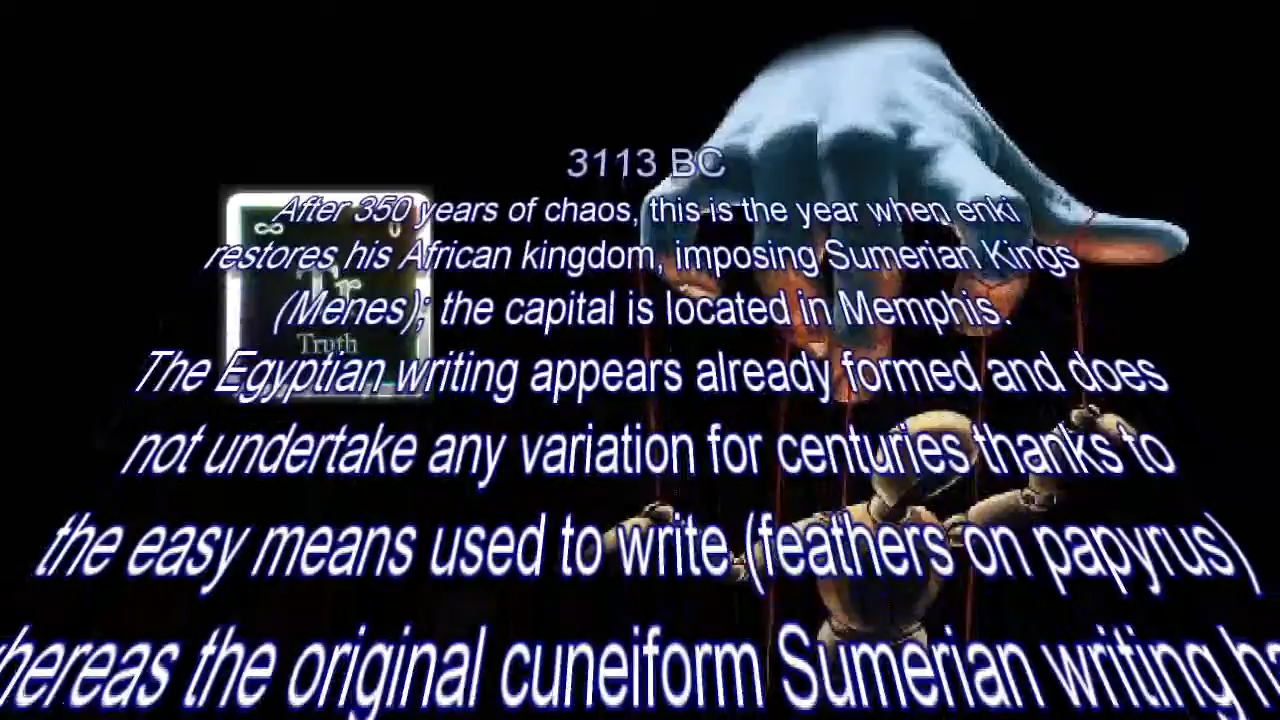 3113 BC
After 350 years of chaos, this is the year when enki
restores his African kingdom, imposing Sumerian Kings
(Menes); the capital is located in Memphis.
The Egyptian writing appears already formed and does
not undertake any variation for centuries thanks to
the easy means used to write (feathers on papyrus)
the original cuneiform Sumerian writing
∞ 0
Tr
Truth